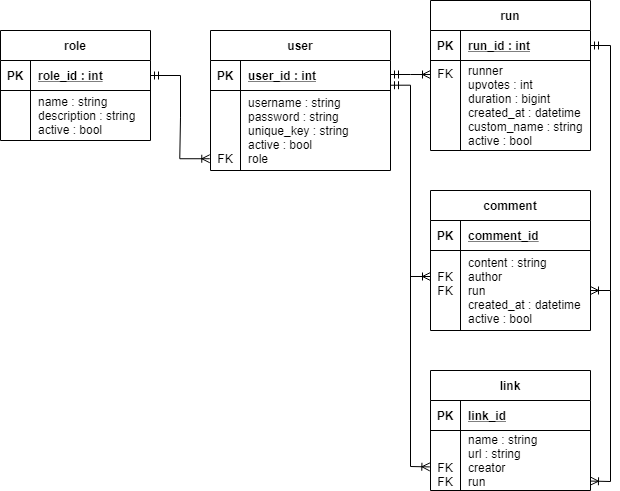 role
PK role_id : int
name : string
description : string
active : bool
user
PK user_id : int
username : string
password : string
unique_key : string
active : bool
FK role
run
PK run_id : int
FK runner
upvotes : int
duration : bigint
created_at : datetime
custom_name : string
active : bool
comment
PK comment_id
content : string
FK author
FK run
created_at : datetime
active : bool
link
PK link_id
name : string
url : string
FK creator
FK run